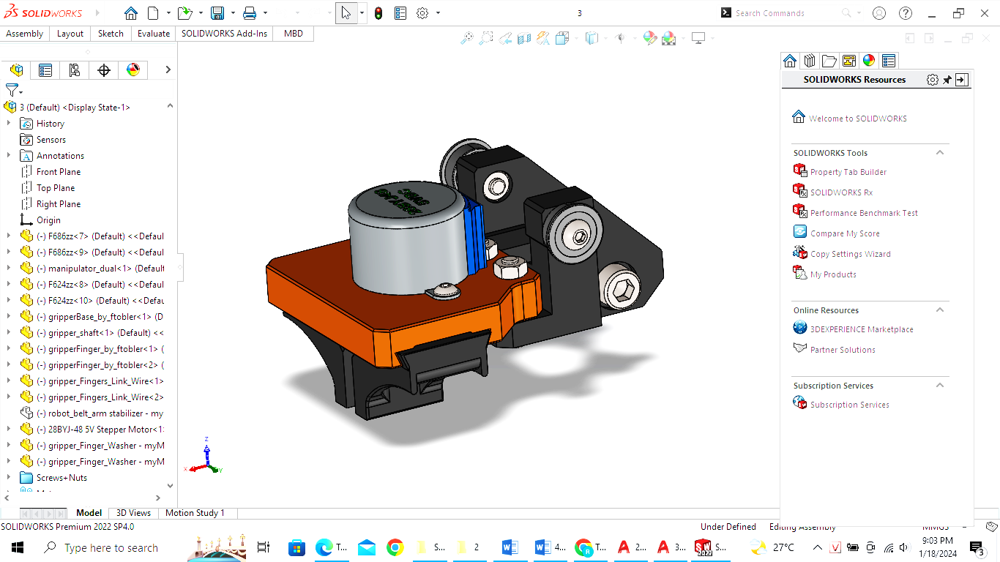 SOLIDWORKS
3
Search Commands
Assembly
Layout
Sketch
Evaluate
SOLIDWORKS Add-Ins
MBD
3 (Default) <Display State-1>
History
Sensors
Annotations
Front Plane
Top Plane
Right Plane
Origin
(-) F686zz<7> (Default) <<Defaul
(-) F686zz<9> (Default) <<Defaul
(-) manipulator_dual<1> (Default
(-) F624zz<8> (Default) <<Defaul
(-) F624zz<10> (Default) <<Defau
(-) gripperBase_by_ftobler<1> (D
(-) gripper_shaft<1> (Default) <<
(-) gripperFinger_by_ftobler<1> (
(-) gripperFinger_by_ftobler<2> (
(-) gripper_Fingers_Link_Wire<1>
(-) gripper_Fingers_Link_Wire<2>
(-) robot_belt_arm stabilizer - my
(-) 28BYJ-48 5V Stepper Motor<1
(-) gripper_Finger_Washer - myM
(-) gripper_Finger_Washer - myM
Screws+Nuts
Z
X
Y
SOLIDWORKS Resources
Welcome to SOLIDWORKS
SOLIDWORKS Tools
Property Tab Builder
SOLIDWORKS Rx
Performance Benchmark Test
Compare My Score
Copy Settings Wizard
My Products
Online Resources
3DEXPERIENCE Marketplace
Partner Solutions
Subscription Services
Subscription Services
Model
3D Views
Motion Study 1
SOLIDWORKS Premium 2022 SP4.0
Under Defined
Editing Assembly
MMGS
Type here to search
T...
S...
2
...
4...
T...
2...
3...
S...
27°C
9:03 PM
1/18/2024
3